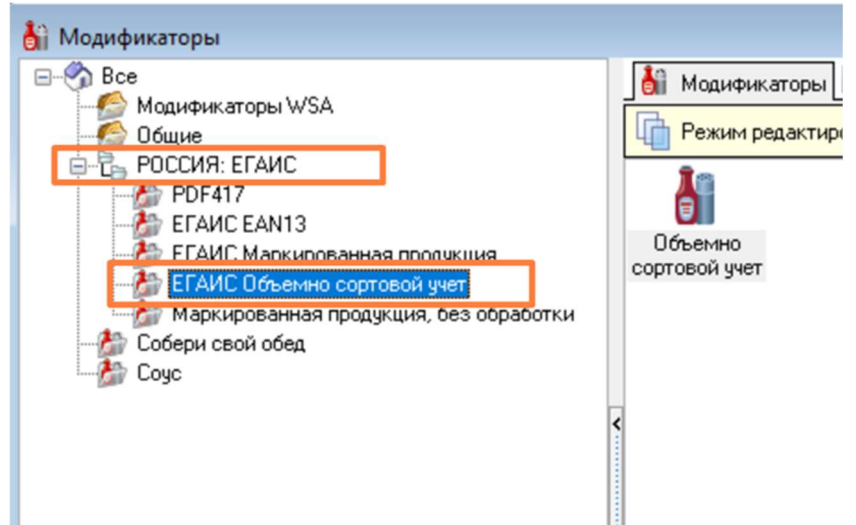 Модификаторы
Все
Модификаторы WSA
Общие
РОССИЯ: ЕГАИС
PDF417
ЕГАИС EAN13
ЕГАИС Маркированная продукция
ЕГАИС Объемно сортовой учет
Маркированная продукция, без обработки
Собери свой обед
Соус
Модификаторы
Режим
Объемно
сортовой учет